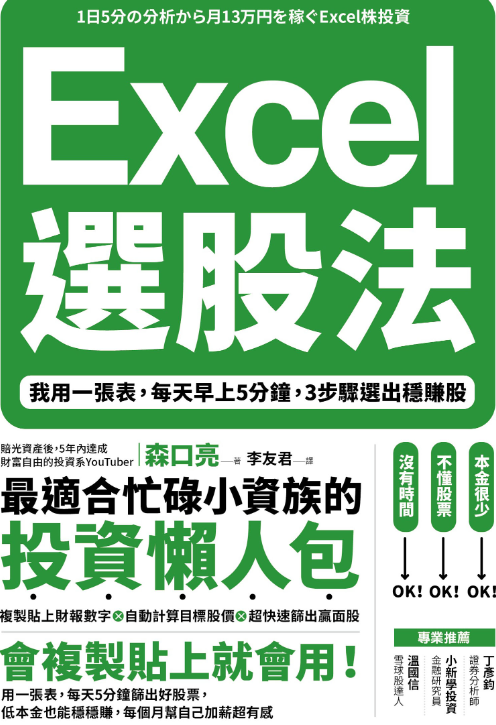 1日5分の分析から月13万円を稼ぐExcel株投資
Excel
選股法
我用一張表，每天早上5分鐘，3步驟選出穩賺股
賠光資產後，5年內達成
財富自由的投資系YouTuber
森口亮—著 李友君—譯
最適合忙碌小資族的
投資懶人包
複製貼上財報數字⊗自動計算目標股價⊗超快速篩出贏面股
會複製貼上就會用！
用一張表，每天5分鐘篩出好股票，
低本金也能穩穩賺，每個月幫自己加薪超有感
本金很少
OK!
不懂股票
OK!
沒有時間
OK!
專業推薦
丁彥鈞
證券分析師
小新學投資
金融研究員
溫國信
雪球股達人